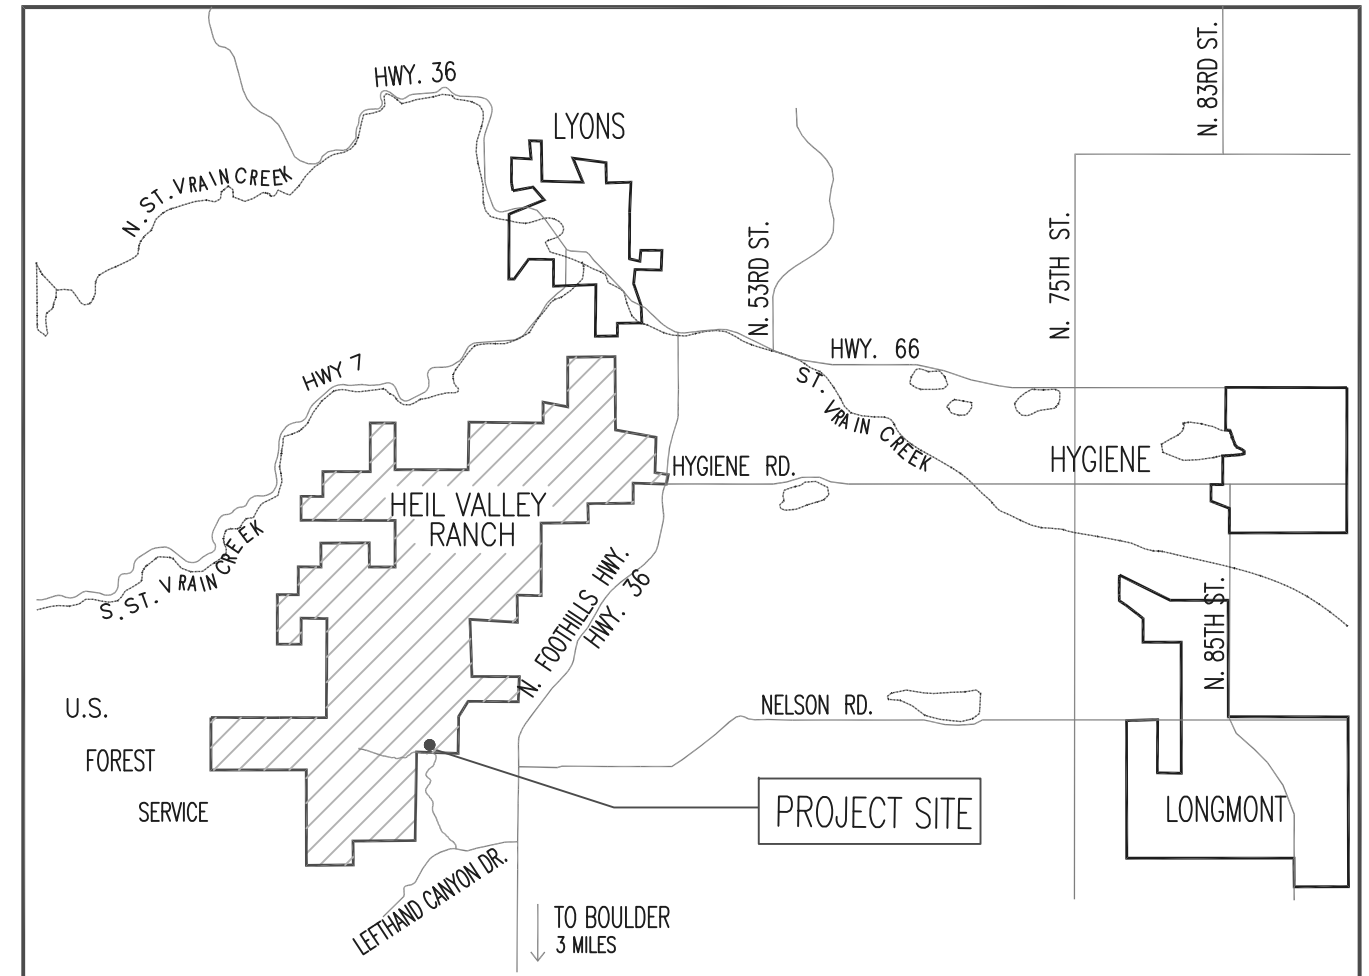 N. 83RD ST.
HWY. 36
LYONS
N. ST. VRAIN CREEK
N. 53RD ST.
N. 75TH ST.
HWY. 66
HWY 7
ST. VRAIN CREEK
HYGIENE
HYGIENE RD.
HEIL VALLEY
RANCH
S. ST. VRAIN CREEK
N. FOOTHILLS HWY.
HWY. 36
N. 85TH ST.
U.S.
FOREST
SERVICE
NELSON RD.
PROJECT SITE
LONGMONT
LEFTHAND CANYON DR.
TO BOULDER
3 MILES